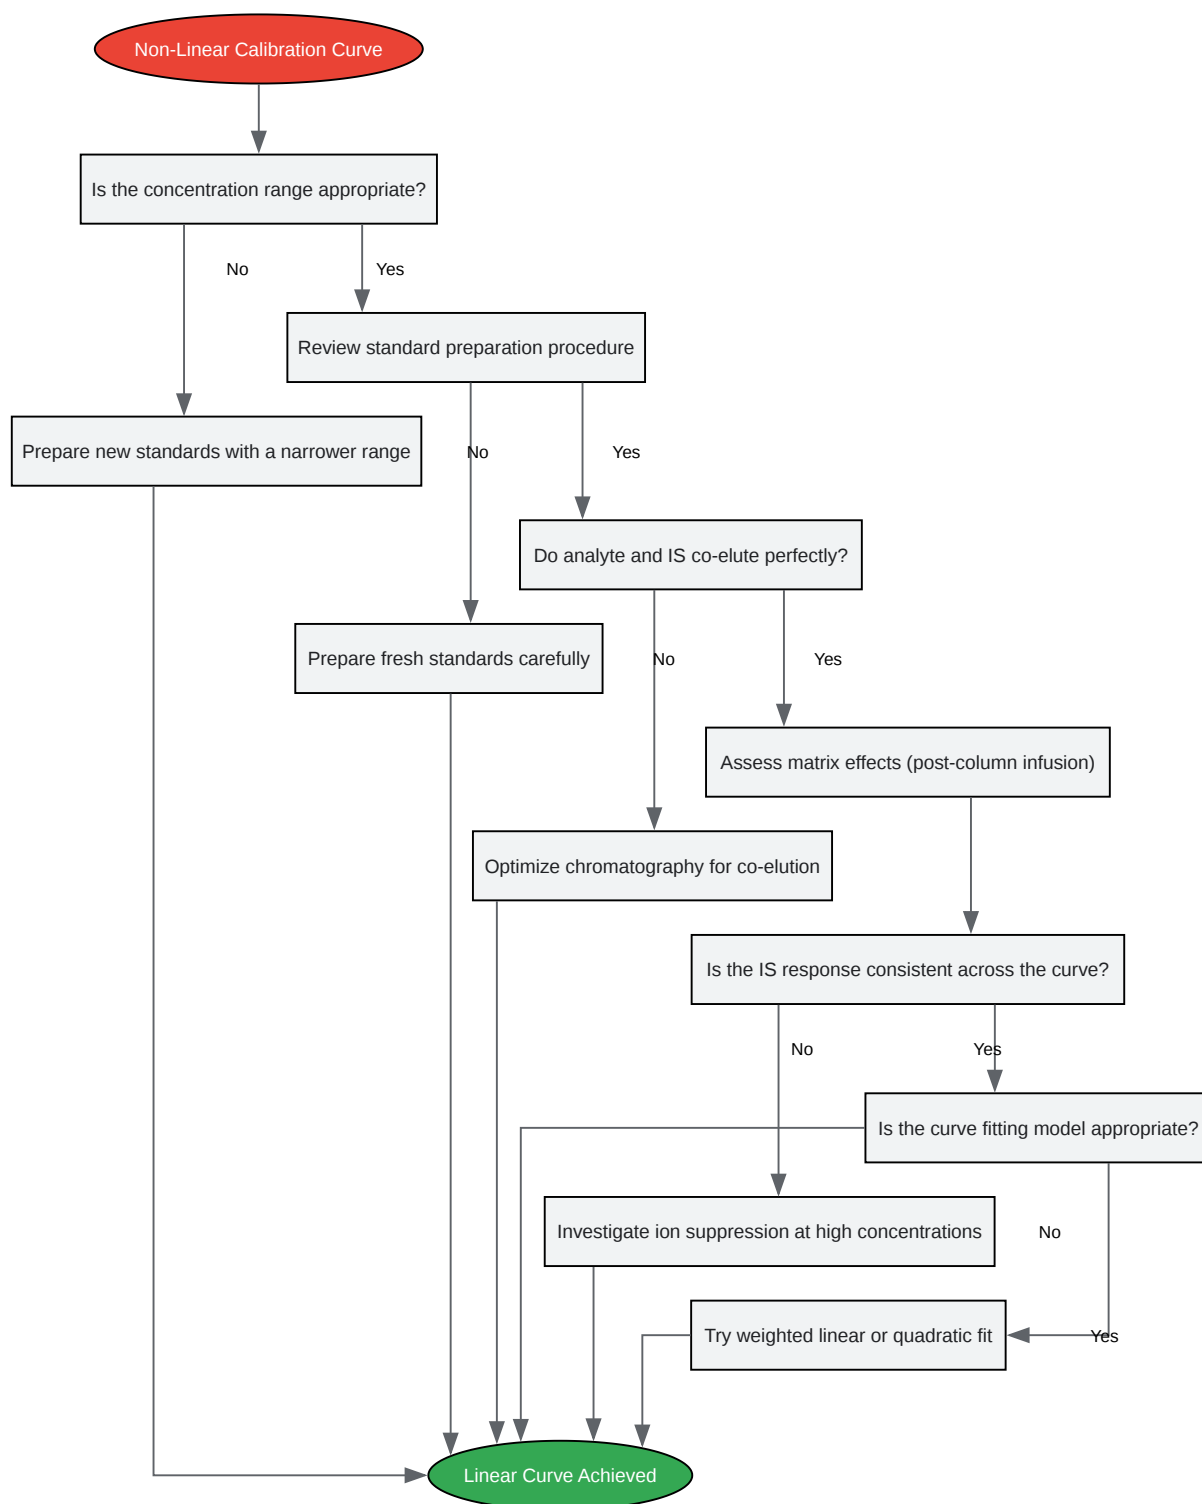 Non-Linear Calibration Curve
Is the concentration range appropriate?
No
Yes
Review standard preparation procedure
Prepare new standards with a narrower range
No
Yes
Do analyte and IS co-elute perfectly?
Prepare fresh standards carefully
No
Yes
Assess matrix effects (post-column infusion)
Optimize chromatography for co-elution
Is the IS response consistent across the curve?
No
Yes
Is the curve fitting model appropriate?
Investigate ion suppression at high concentrations
No
Try weighted linear or quadratic fit
Yes
Linear Curve Achieved